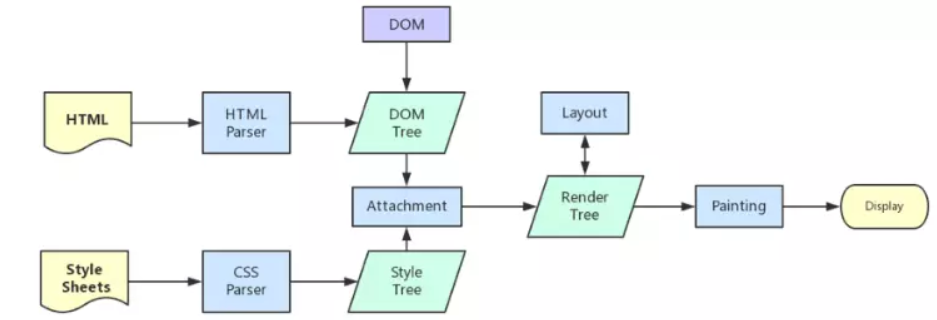 DOM
HTML
HTML
Parser
DOM
Tree
Layout
Attachment
Render
Tree
Painting
Display
Style
Sheets
CSS
Parser
Style
Tree